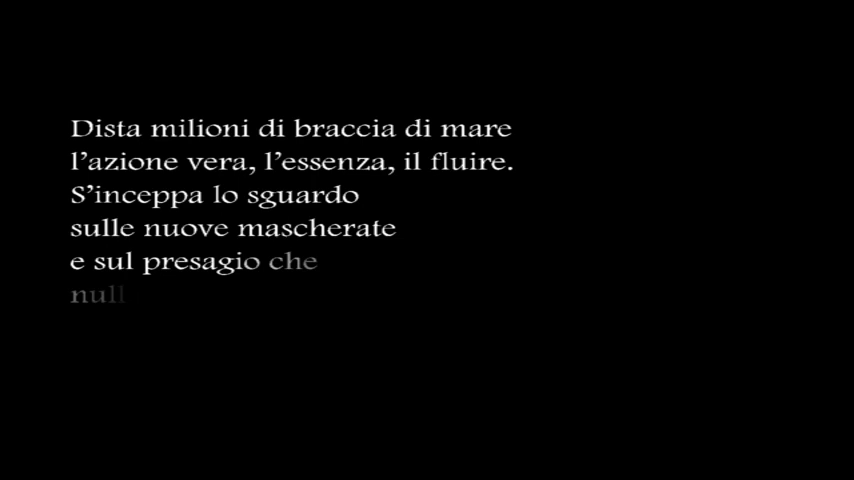 Dista milioni di braccia di mare
l’azione vera, l’essenza, il fluire.
S’inceppa lo sguardo
sulle nuove mascherate
e sul presagio che
null